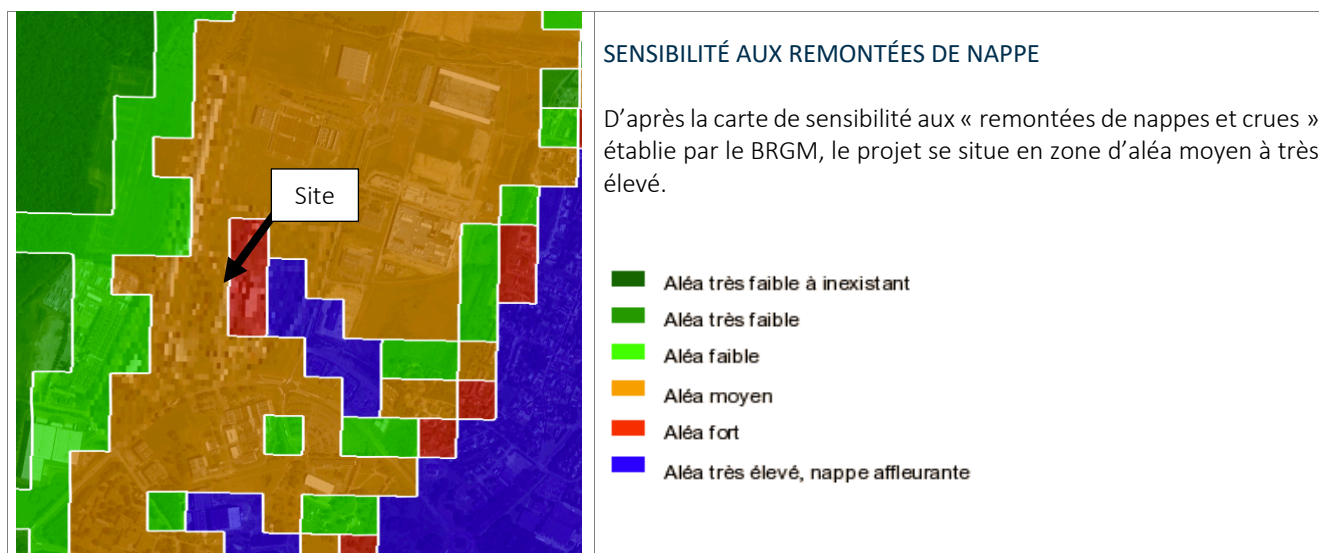 Site
SENSIBILITÉ AUX REMONTÉES DE NAPPE
D’après la carte de sensibilité aux « remontées de nappes et crues »
établie par le BRGM, le projet se situe en zone d’aléa moyen à très
élevé.
Aléa très faible à inexistant
Aléa très faible
Aléa faible
Aléa moyen
Aléa fort
Aléa très élevé, nappe affleurante